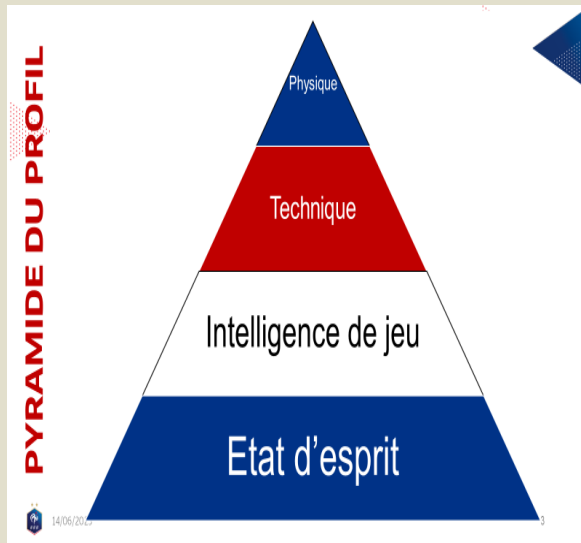 PYRAMIDE DU PROFIL
Physique
Technique
Intelligence de jeu
Etat d'esprit
3